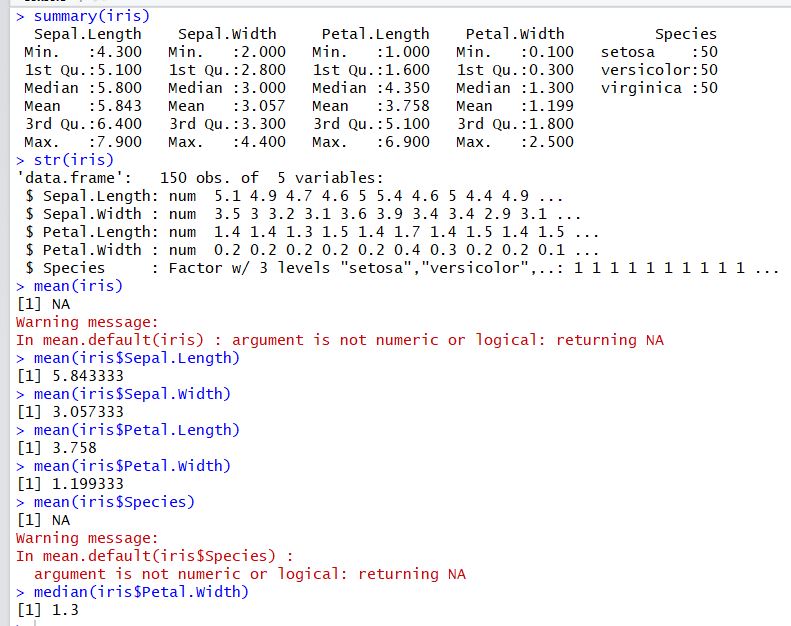 > summary(iris)
  Sepal.Length    Sepal.Width     Petal.Length    Petal.Width          Species
 Min.   :4.300   Min.   :2.000   Min.   :1.000   Min.   :0.100   setosa    :50
 1st Qu.:5.100   1st Qu.:2.800   1st Qu.:1.600   1st Qu.:0.300   versicolor:50
 Median :5.800   Median :3.000   Median :4.350   Median :1.300   virginica :50
 Mean   :5.843   Mean   :3.057   Mean   :3.758   Mean   :1.199
 3rd Qu.:6.400   3rd Qu.:3.300   3rd Qu.:5.100   3rd Qu.:1.800
 Max.   :7.900   Max.   :4.400   Max.   :6.900   Max.   :2.500
> str(iris)
'data.frame':   150 obs. of  5 variables:
 $ Sepal.Length: num  5.1 4.9 4.7 4.6 5 5.4 4.6 5 4.4 4.9 ...
 $ Sepal.Width : num  3.5 3 3.2 3.1 3.6 3.9 3.4 3.4 2.9 3.1 ...
 $ Petal.Length: num  1.4 1.4 1.3 1.5 1.4 1.7 1.4 1.5 1.4 1.5 ...
 $ Petal.Width : num  0.2 0.2 0.2 0.2 0.2 0.4 0.3 0.2 0.2 0.1 ...
 $ Species     : Factor w/ 3 levels "setosa","versicolor",..: 1 1 1 1 1 1 1 1 1 1 ...
> mean(iris)
[1] NA
Warning message:
In mean.default(iris) : argument is not numeric or logical: returning NA
> mean(iris$Sepal.Length)
[1] 5.843333
> mean(iris$Sepal.Width)
[1] 3.057333
> mean(iris$Petal.Length)
[1] 3.758
> mean(iris$Petal.Width)
[1] 1.199333
> mean(iris$Species)
[1] NA
Warning message:
In mean.default(iris$Species) :
  argument is not numeric or logical: returning NA
> median(iris$Petal.Width)
[1] 1.3